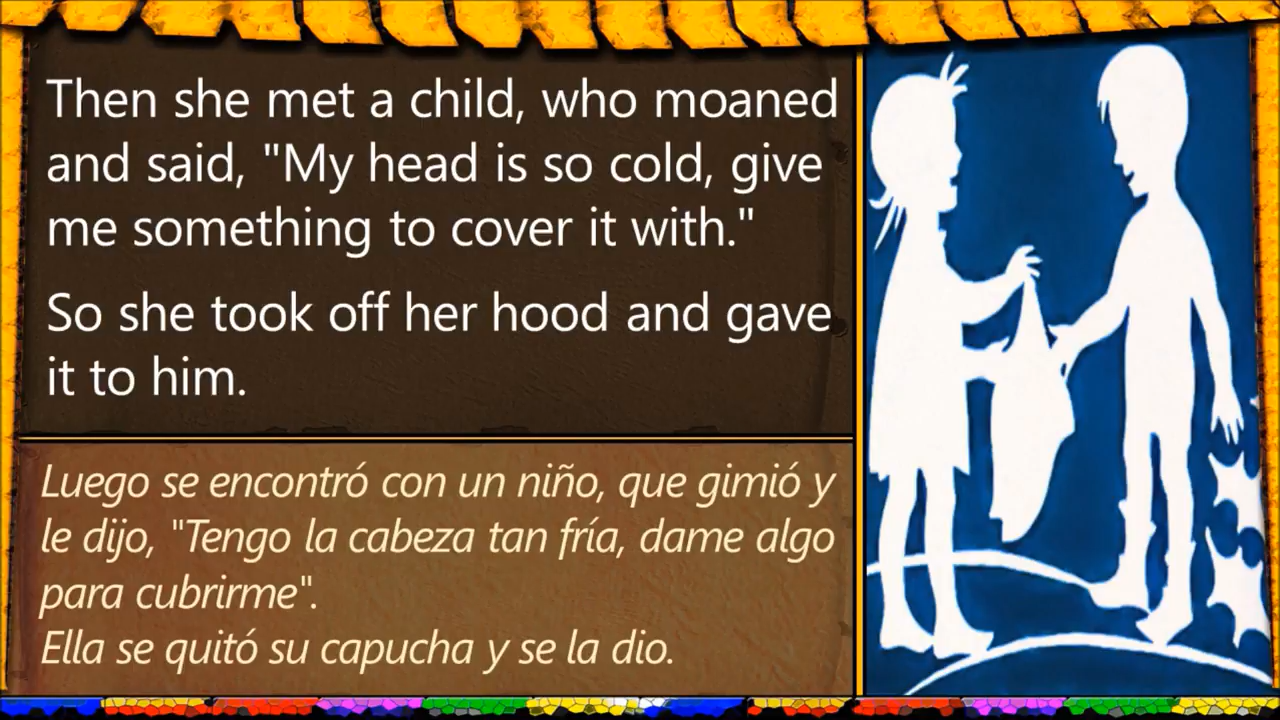 Then she met a child, who moaned
and said, "My head is so cold, give
me something to cover it with."
So she took off her hood and gave
it to him.
Luego se encontró con un niño, que gimió y
le dijo, "Tengo la cabeza tan fría, dame algo
para cubrirme".
Ella se quitó su capucha y se la dio.